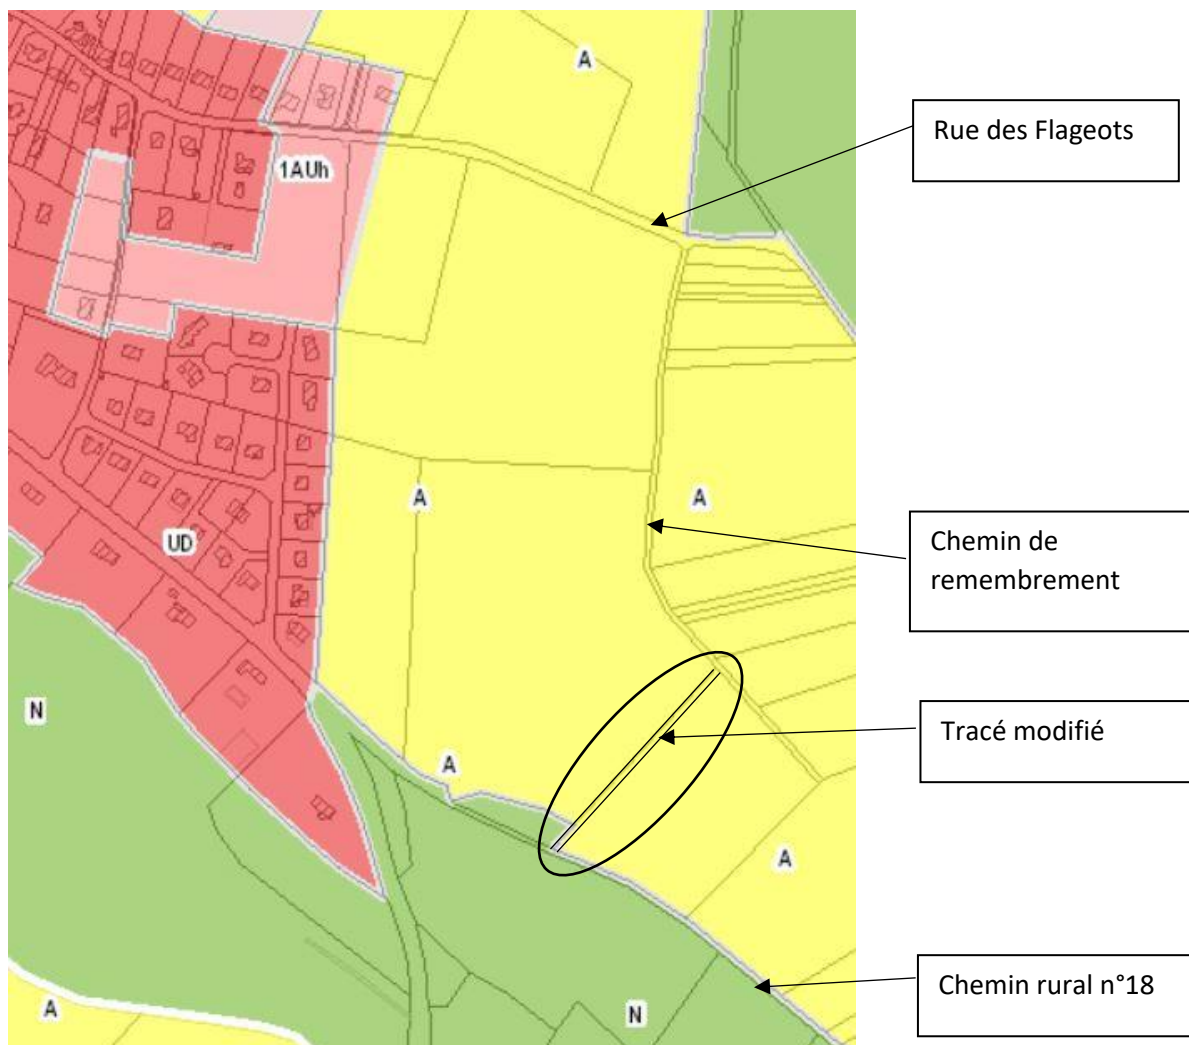 A
Rue des Flageots
1AUh
A
A
Chemin de
remembrement
UD
N
Tracé modifié
A
A
Chemin rural n°18
A
N